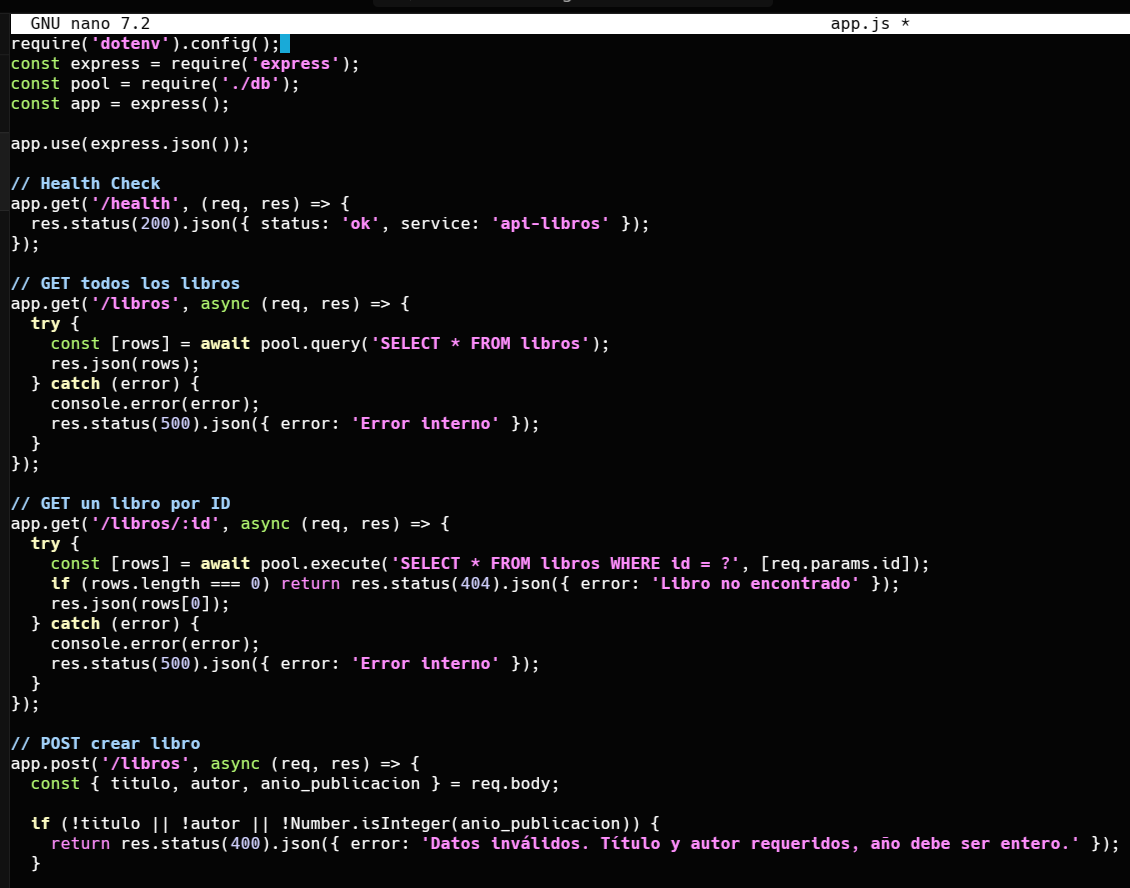 GNU nano 7.2 app.js *
require('dotenv').config();
const express = require('express');
const pool = require('./db');
const app = express();

app.use(express.json());

// Health Check
app.get('/health', (req, res) => {
  res.status(200).json({ status: 'ok', service: 'api-libros' });
});

// GET todos los libros
app.get('/libros', async (req, res) => {
  try {
    const [rows] = await pool.query('SELECT * FROM libros');
    res.json(rows);
  } catch (error) {
    console.error(error);
    res.status(500).json({ error: 'Error interno' });
  }
});

// GET un libro por ID
app.get('/libros/:id', async (req, res) => {
  try {
    const [rows] = await pool.execute('SELECT * FROM libros WHERE id = ?', [req.params.id]);
    if (rows.length === 0) return res.status(404).json({ error: 'Libro no encontrado' });
    res.json(rows[0]);
  } catch (error) {
    console.error(error);
    res.status(500).json({ error: 'Error interno' });
  }
});

// POST crear libro
app.post('/libros', async (req, res) => {
  const { titulo, autor, anio_publicacion } = req.body;

  if (!titulo || !autor || !Number.isInteger(anio_publicacion)) {
    return res.status(400).json({ error: 'Datos inválidos. Título y autor requeridos, año debe ser entero.' });
  }